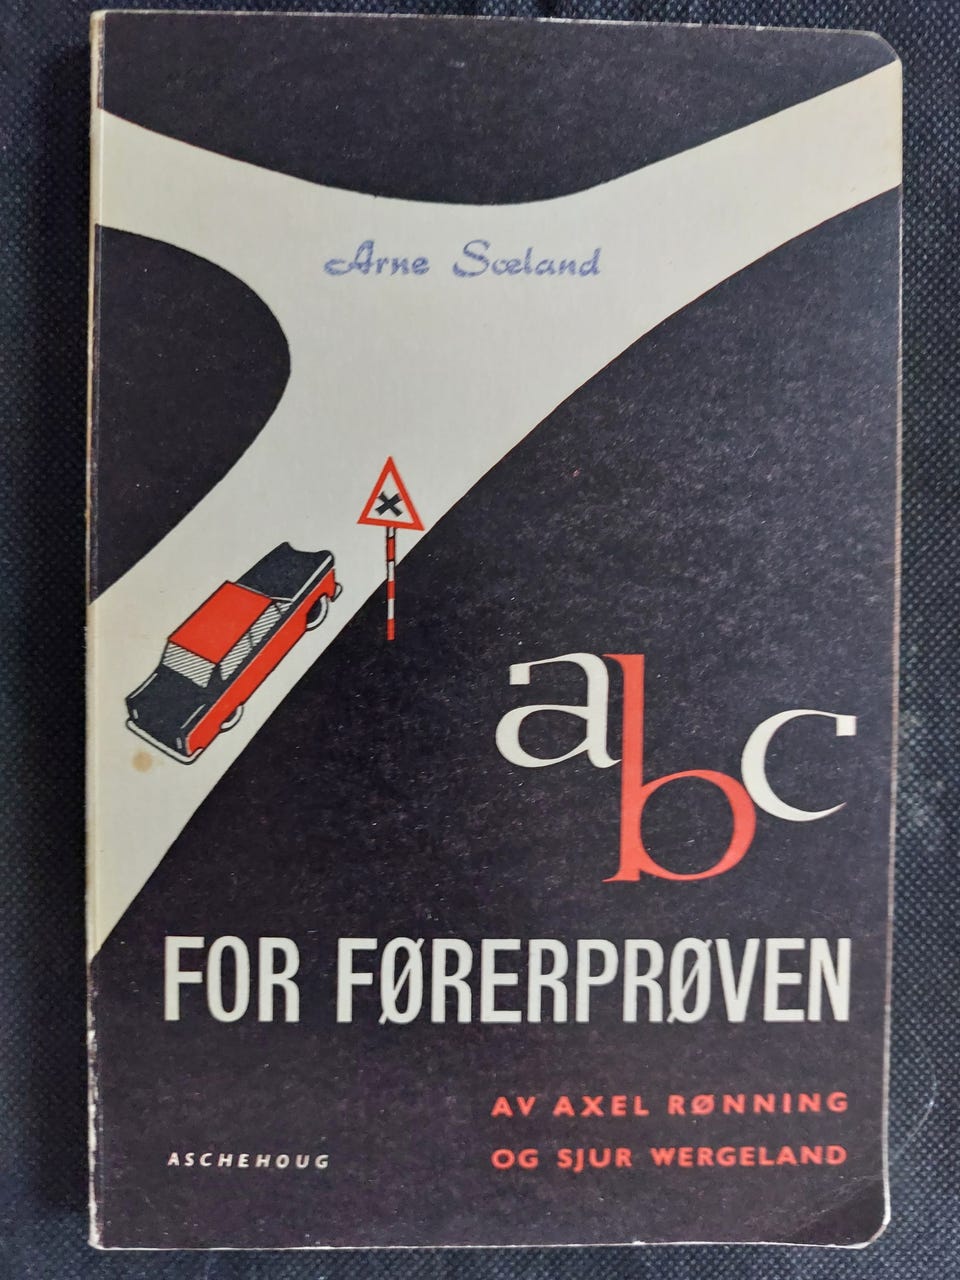 Arne Sæland
abc
FOR FØRERPRØVEN
AV AXEL RØNNING
OG SJUR WERGELAND
ASCHEHOUG